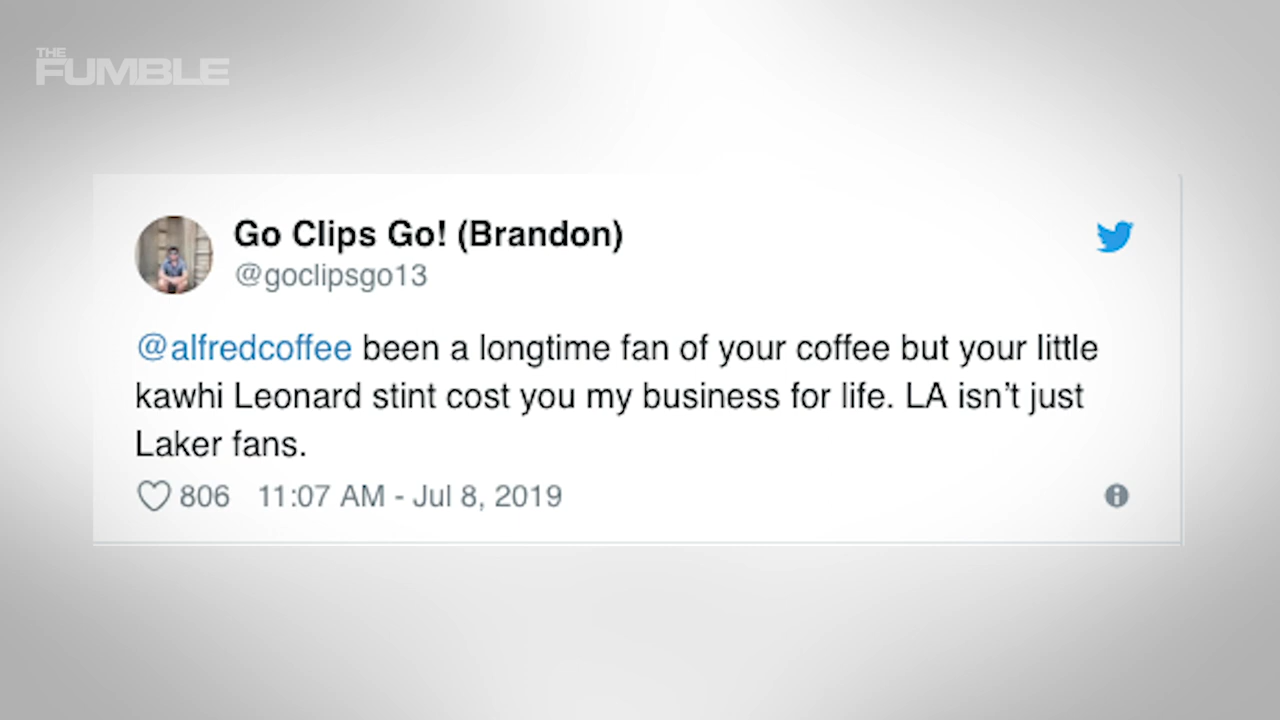 THE
FUMBLE
Go Clips Go! (Brandon)
@goclipsgo13
@alfredcoffee been a longtime fan of your coffee but your little
kawhi Leonard stint cost you my business for life. LA isn't just
Laker fans.
806 11:07 AM - Jul 8, 2019